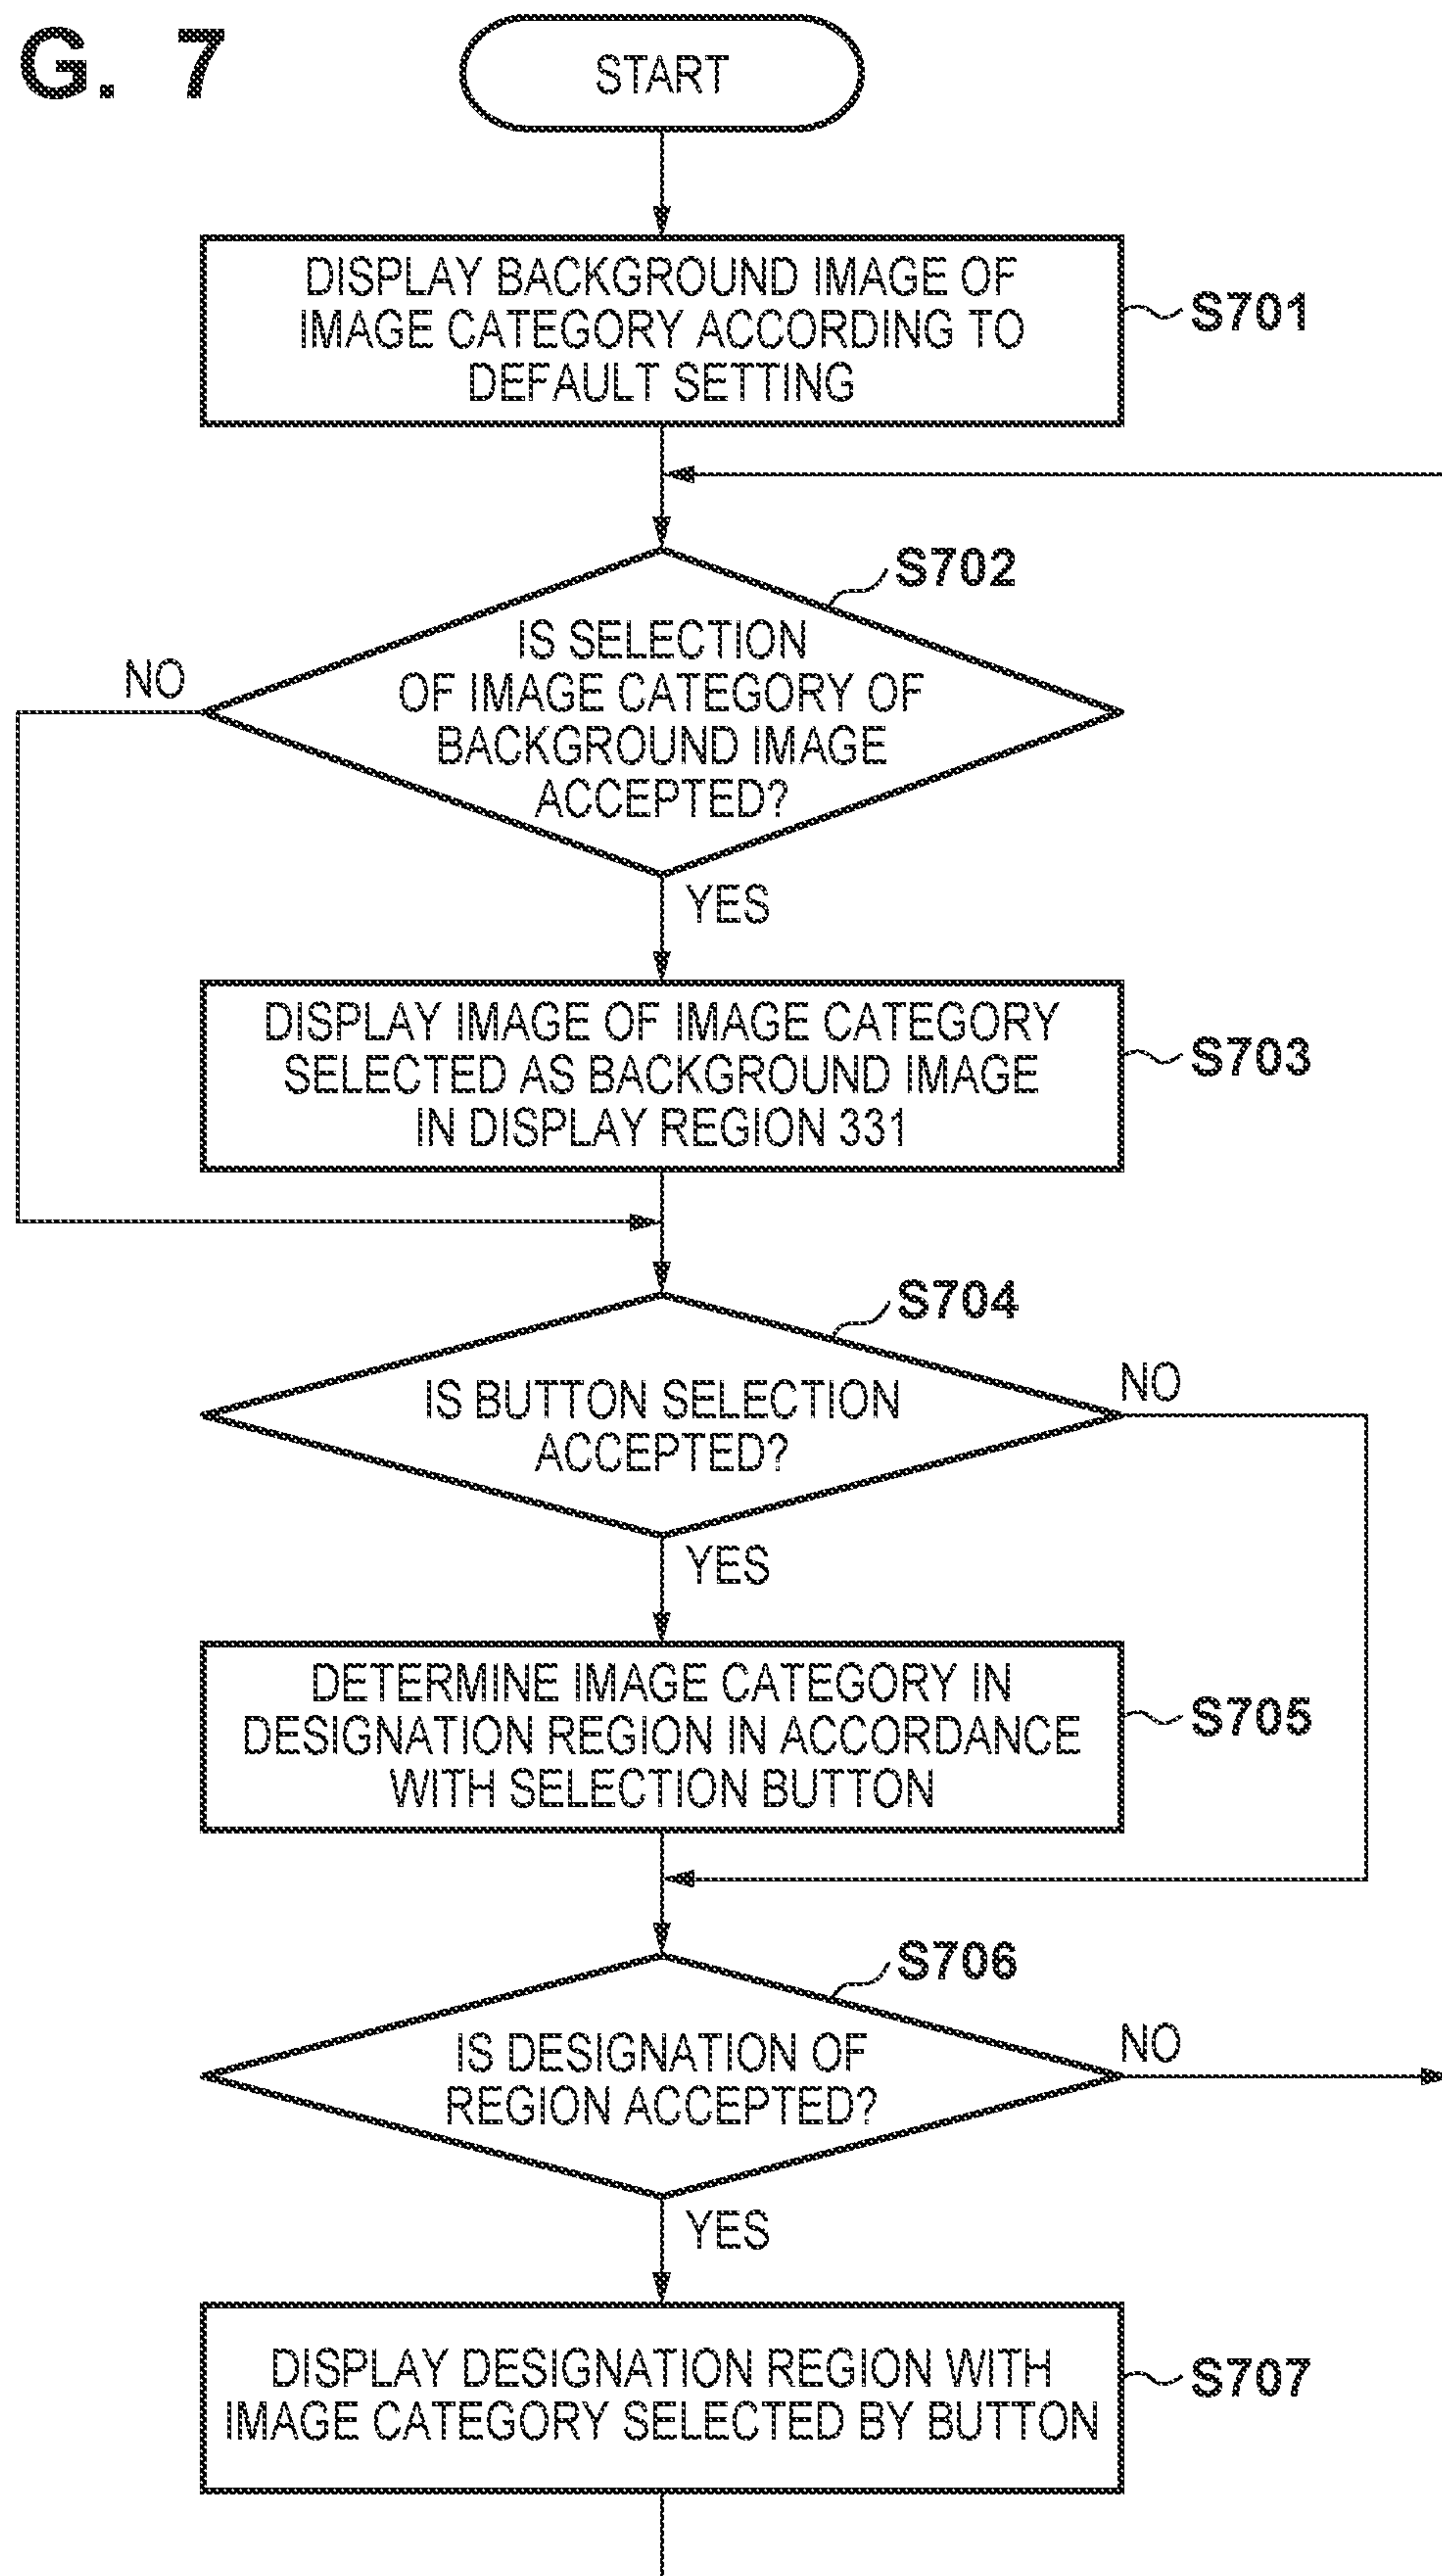 G. 7
START
DISPLAY BACKGROUND IMAGE OF
IMAGE CATEGORY ACCORDING TO
DEFAULT SETTING
S701
S702
IS SELECTION
OF IMAGE CATEGORY OF
BACKGROUND IMAGE
ACCEPTED?
NO
YES
DISPLAY IMAGE OF IMAGE CATEGORY
SELECTED AS BACKGROUND IMAGE
IN DISPLAY REGION 331
S703
S704
IS BUTTON SELECTION
ACCEPTED?
NO
YES
DETERMINE IMAGE CATEGORY IN
DESIGNATION REGION IN ACCORDANCE
WITH SELECTION BUTTON
S705
S706
IS DESIGNATION OF
REGION ACCEPTED?
NO
YES
DISPLAY DESIGNATION REGION WITH
IMAGE CATEGORY SELECTED BY BUTTON
S707